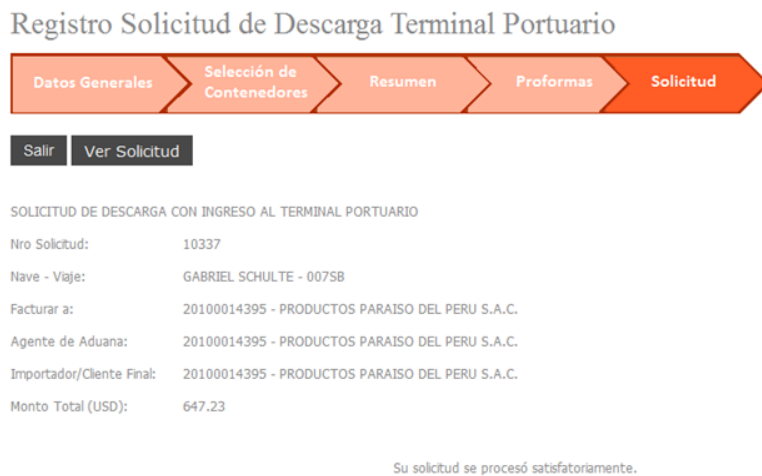 Registro Solicitud de Descarga Terminal Portuario
Datos Generales
Selección de
Contenedores
Resumen
Proformas
Solicitud
Salir
Ver Solicitud
SOLICITUD DE DESCARGA CON INGRESO AL TERMINAL PORTUARIO
Nro Solicitud: 10337
Nave - Viaje: GABRIEL SCHULTE - 007SB
Facturar a: 20100014395 - PRODUCTOS PARAISO DEL PERU S.A.C.
Agente de Aduana: 20100014395 - PRODUCTOS PARAISO DEL PERU S.A.C.
Importador/Cliente Final: 20100014395 - PRODUCTOS PARAISO DEL PERU S.A.C.
Monto Total (USD): 647.23
Su solicitud se procesó satisfatoriamente.